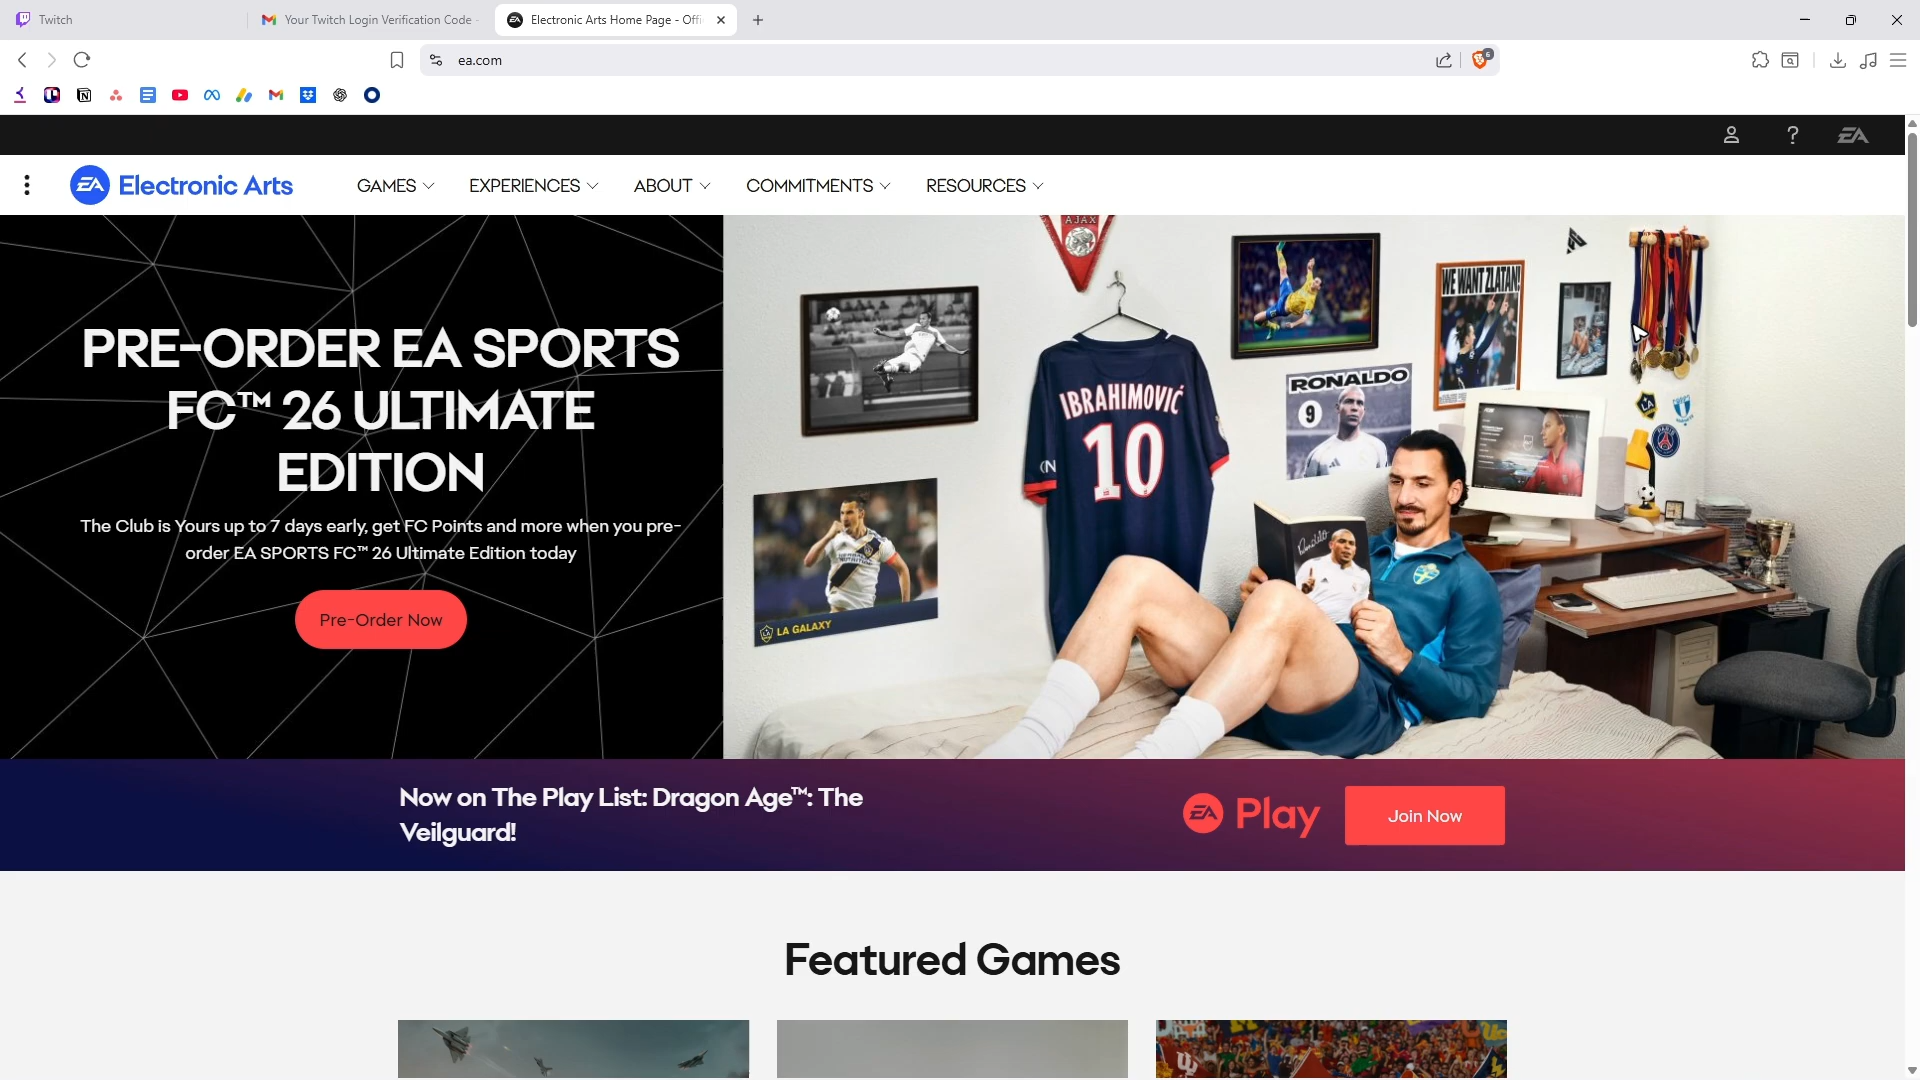 Twitch
Your Twitch Login Verification Code -
Electronic Arts Home Page - Offi
ea.com
6
EA
EA Electronic Arts
GAMES
EXPERIENCES
ABOUT
COMMITMENTS
RESOURCES
PRE-ORDER EA SPORTS
FC™ 26 ULTIMATE
EDITION
The Club is Yours up to 7 days early, get FC Points and more when you pre-
order EA SPORTS FC™ 26 Ultimate Edition today
Pre-Order Now
AJAX
IBRAHIMOVIĆ
10
WE WANT ZLATAN!
RONALDO
9
LA
LA GALAXY
Now on The Play List: Dragon Age™: The
Veilguard!
EA Play
Join Now
Featured Games